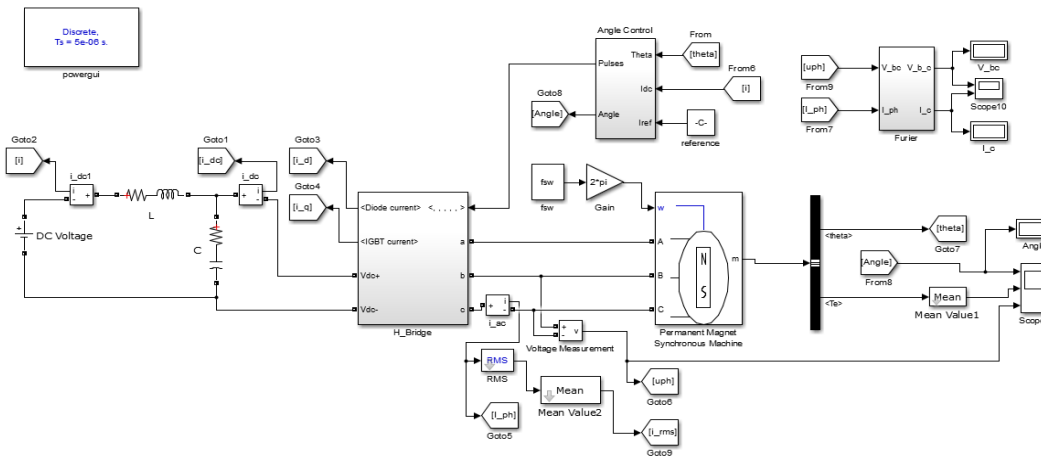 Discrete,
Ts = 5e-06 s.
powergui
Angle Control
Pulses
Theta
Idc
Angle
Iref
From
[theta]
From6
[i]
-C-
reference
Goto8
[Angle]
[uph]
From9
[I_ph]
From7
V_bc
V_b_c
I_ph
I_c
Furier
V_bc
Scope10
I_c
Goto2
[i]
i_dc1
i
-
+
L
C
+
DC Voltage
Goto1
[i_dc]
i_dc
+
i
-
Goto3
[i_d]
Goto4
[i_q]
<Diode current>
<, , , , , >
<IGBT current>
a
Vdc+
b
Vdc-
c
H_Bridge
fsw
fsw
2*pi
Gain
w
A
B
C
m
N
S
Permanent Magnet
Synchronous Machine
+
i
-
i_ac
+
-
v
Voltage Measurement
RMS
RMS
Mean
Mean Value2
[I_ph]
Goto5
[uph]
Goto6
[i_rms]
Goto9
<theta>
<Te>
[theta]
Goto7
[Angle]
From8
Mean
Mean Value1
Angl
Scope